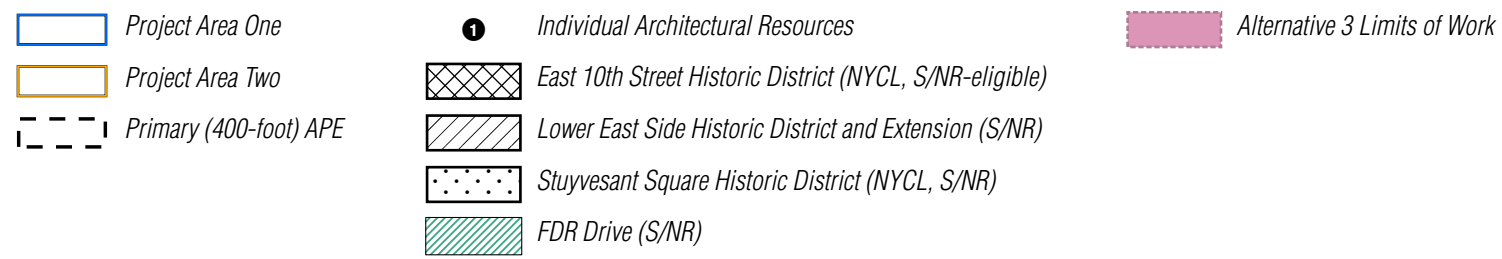 Project Area One
Project Area Two
Primary (400-foot) APE
1 Individual Architectural Resources
East 10th Street Historic District (NYCL, S/NR-eligible)
Lower East Side Historic District and Extension (S/NR)
Stuyvesant Square Historic District (NYCL, S/NR)
FDR Drive (S/NR)
Alternative 3 Limits of Work